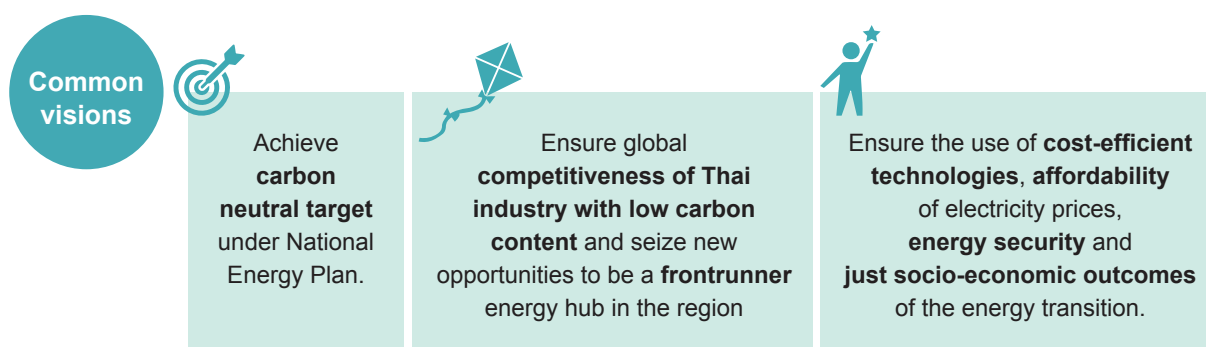 Common
visions
Achieve
carbon
neutral target
under National
Energy Plan.
Ensure global
competitiveness of Thai
industry with low carbon
content and seize new
opportunities to be a frontrunner
energy hub in the region
Ensure the use of cost-efficient
technologies, affordability
of electricity prices,
energy security and
just socio-economic outcomes
of the energy transition.